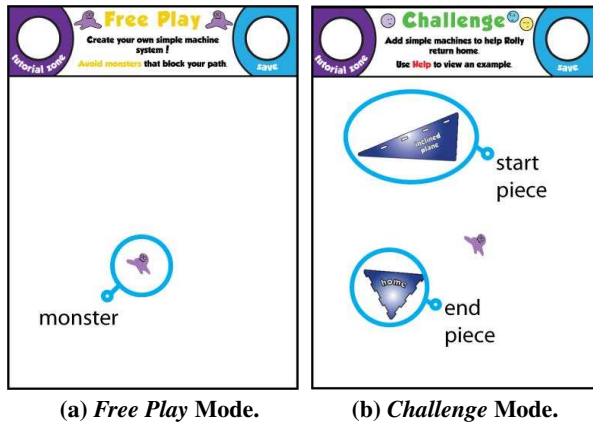 Free Play
Create your own simple machine
system!
Avoid monsters that block your path.
tutorial zone
save
monster
(a) Free Play Mode.
Challenge
Add simple machines to help Rolly
return home.
Use Help to view an example.
tutorial zone
save
inclined
plane
start
piece
home
end
piece
(b) Challenge Mode.